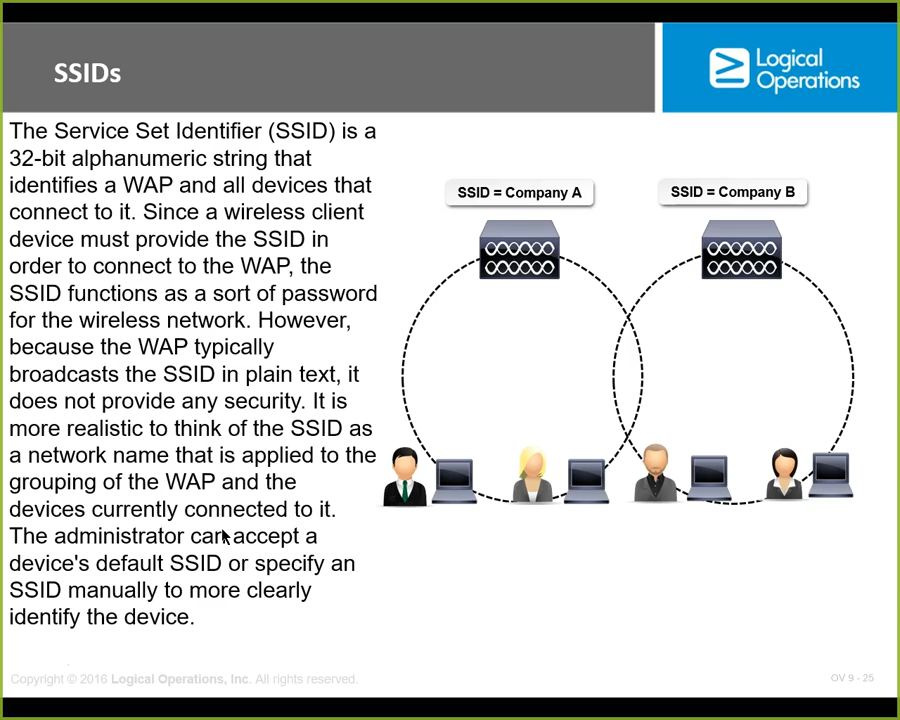 SSIDs
Logical
Operations
The Service Set Identifier (SSID) is a
32-bit alphanumeric string that
identifies a WAP and all devices that
connect to it. Since a wireless client
device must provide the SSID in
order to connect to the WAP, the
SSID functions as a sort of password
for the wireless network. However,
because the WAP typically
broadcasts the SSID in plain text, it
does not provide any security. It is
more realistic to think of the SSID as
a network name that is applied to the
grouping of the WAP and the
devices currently connected to it.
The administrator can accept a
device's default SSID or specify an
SSID manually to more clearly
identify the device.
SSID = Company A
SSID = Company B
Copyright © 2016 Logical Operations, Inc. All rights reserved.
OV 9 - 25